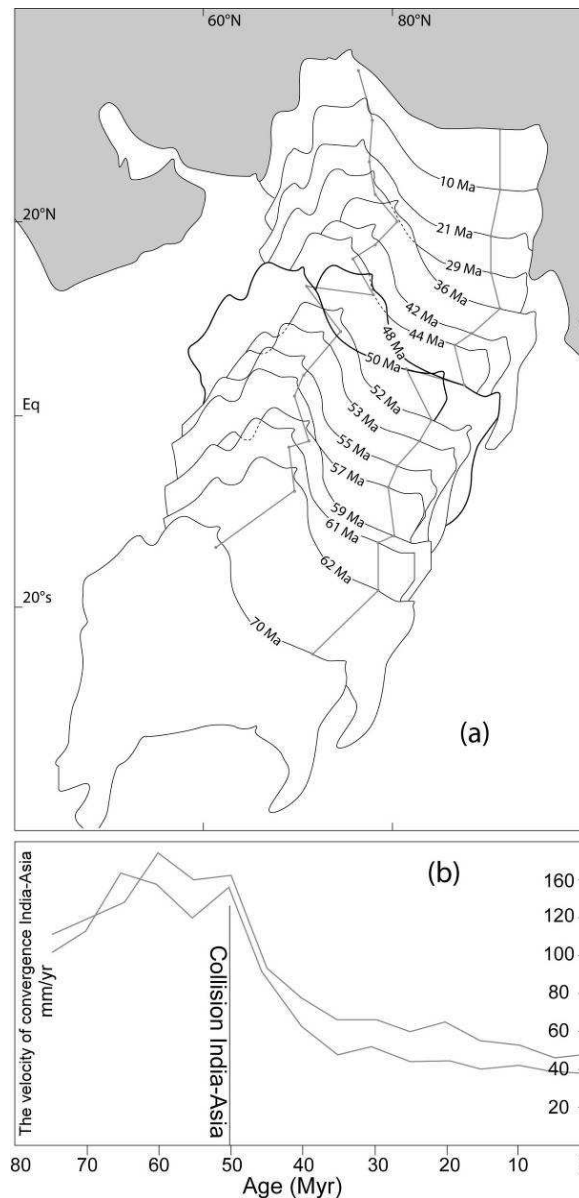 60°N
80°N
10 Ma
20°N
21 Ma
29 Ma
36 Ma
42 Ma
44 Ma
48 Ma
50 Ma
52 Ma
Eq
53 Ma
55 Ma
57 Ma
59 Ma
61 Ma
62 Ma
20°s
70 Ma
(a)
(b)
The velocity of convergence India-Asia
mm/yr
Collision India-Asia
160
120
100
80
60
40
20
80 70 60 50 40 30 20 10
Age (Myr)